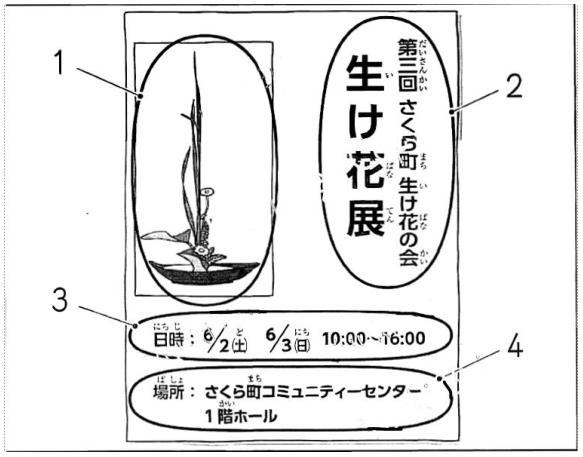 1
2
第三回 さくら町 生け花の会
生け花展
3
日時：6/2(土) 6/3(日) 10:00～16:00
4
場所：さくら町コミュニティーセンター
1階ホール